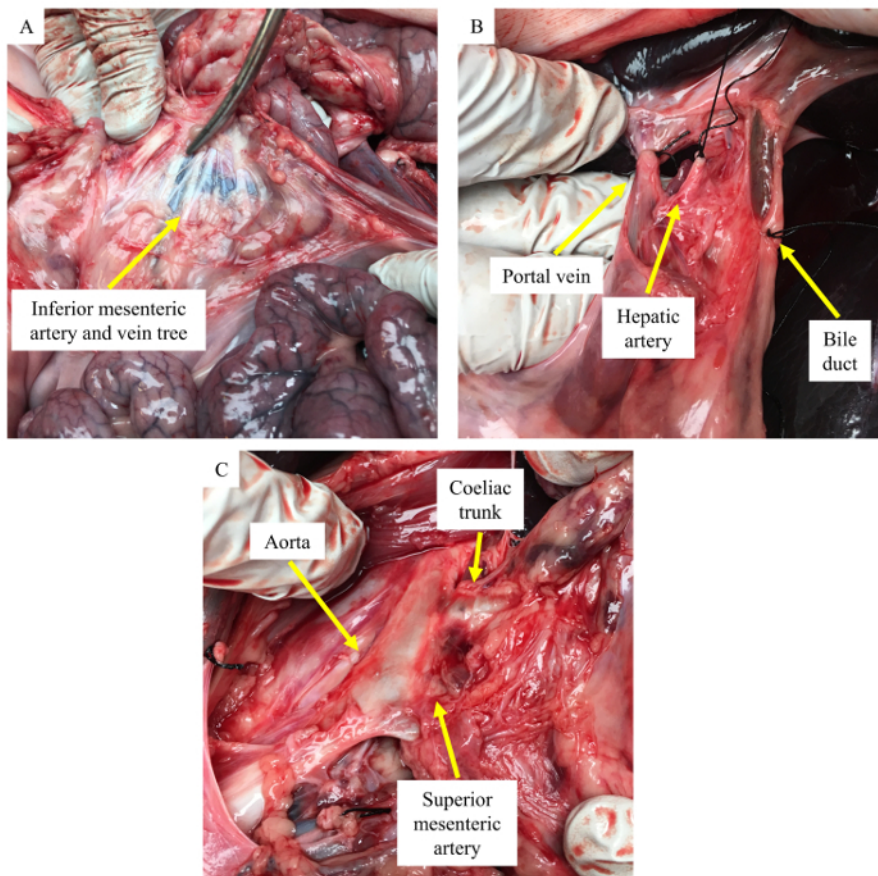 A
Inferior mesenteric
artery and vein tree
B
Portal vein
Hepatic
artery
Bile
duct
C
Coeliac
trunk
Aorta
Superior
mesenteric
artery